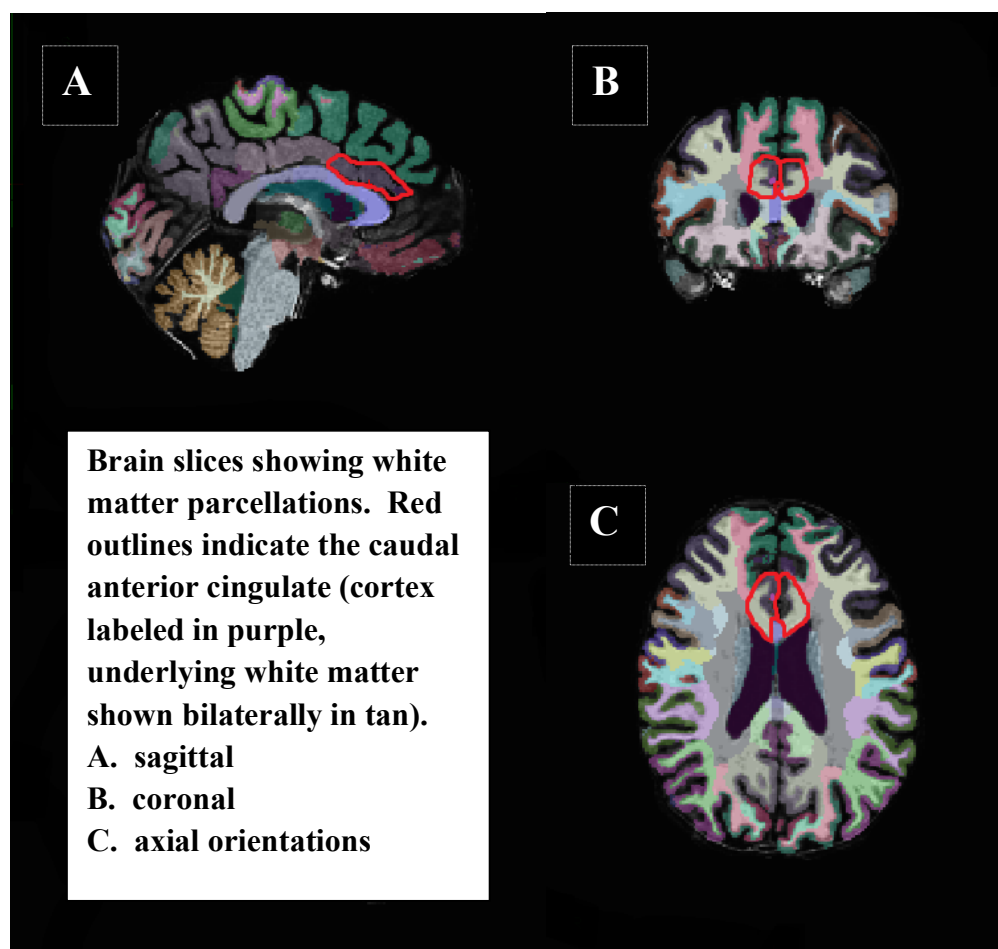 A
B
Brain slices showing white
matter parcellations.  Red
outlines indicate the caudal
anterior cingulate (cortex
labeled in purple,
underlying white matter
shown bilaterally in tan).
A.  sagittal
B.  coronal
C.  axial orientations
C